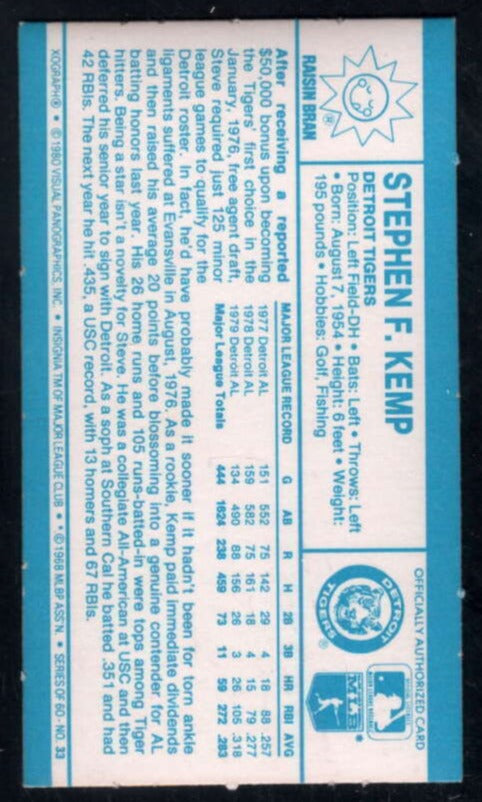 RAISIN BRAN
®
STEPHEN F. KEMP
DETROIT TIGERS
Position: Left Field-DH • Bats: Left • Throws: Left
• Born: August 7, 1954 • Height: 6 feet • Weight:
195 pounds • Hobbies: Golf, Fishing
OFFICIALLY AUTHORIZED CARD
DETROIT
TIGERS
®
After receiving a reported
$50,000 bonus upon becoming
the Tigers' first choice in the
January, 1976, free agent draft,
Steve required just 125 minor
league games to qualify for the
MAJOR LEAGUE RECORD G AB R H 2B 3B HR RBI AVG
1977 Detroit AL 151 552 75 142 29 4 18 88 .257
1978 Detroit AL 159 582 75 161 18 4 15 79 .277
1979 Detroit AL 134 490 88 156 26 3 26 105 .318
Major League Totals 444 1624 238 459 73 11 59 272 .283
Detroit roster. In fact, he'd have probably made it sooner if it hadn't been for torn ankle
ligaments suffered at Evansville in August, 1976. As a rookie, Kemp paid immediate dividends
and then raised his average 20 points before blossoming into a genuine contender for AL
batting honors last year. His 26 home runs and 105 runs-batted-in were tops among Tiger
hitters. Being a star isn't a novelty for Steve. He was a collegiate All-American at USC and then
deferred his senior year to sign with Detroit. As a soph at Southern Cal he batted .351 and had
42 RBIs. The next year he hit .435, a USC record, with 13 homers and 67 RBIs.
XOGRAPH® • ©1980 VISUAL PANOGRAPHICS, INC. • INSIGNIA TM OF MAJOR LEAGUE CLUB • ©1968 MLBP ASS'N. • SERIES OF 60 - NO. 33